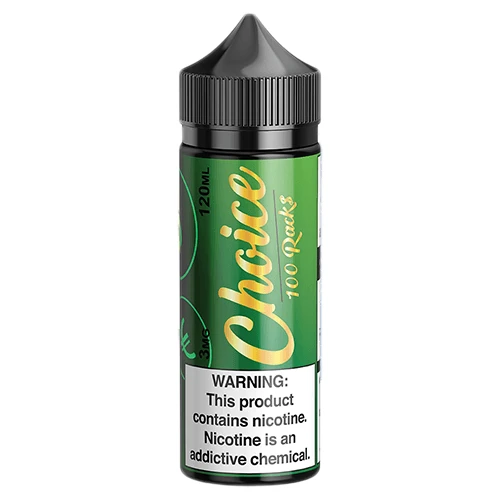 Choice
100 Racks
120ML
3MG
WARNING:
This product
contains nicotine.
Nicotine is an
addictive chemical.